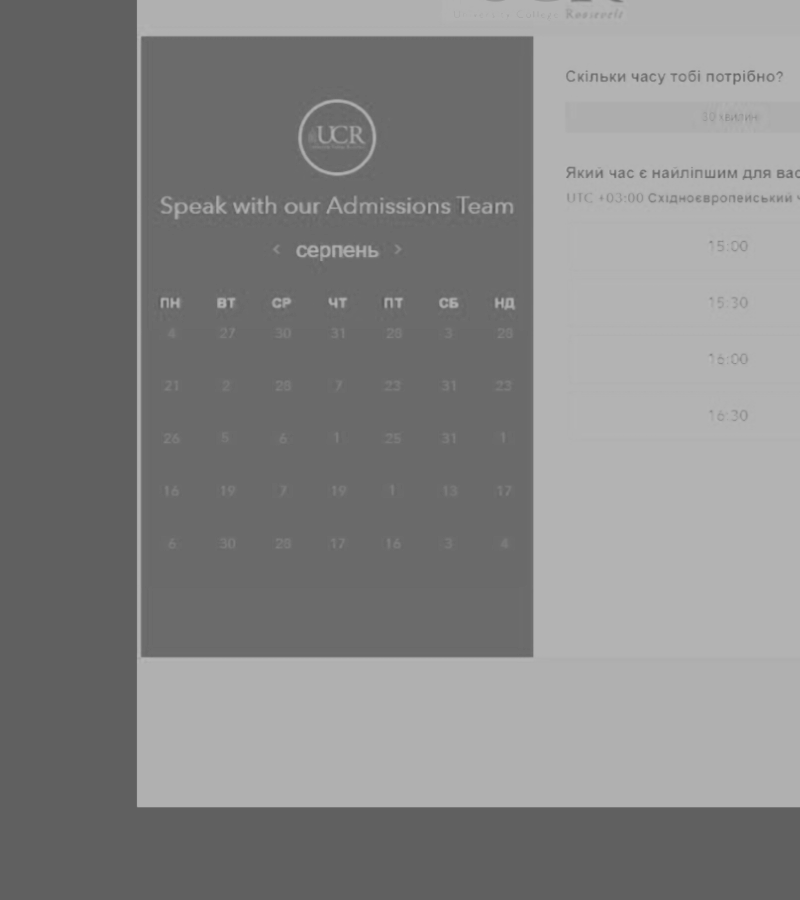 University College Roosevelt
UCR
Speak with our Admissions Team
< серпень >
ПН ВТ СР ЧТ ПТ СБ НД
4 27 30 31 28 3 28
21 2 28 7 23 31 23
26 5 6 1 25 31 1
16 19 7 19 1 13 17
6 30 28 17 16 3 4
Скільки часу тобі потрібно?
30 хвилин
Який час є найліпшим для вас
UTC +03:00 Східноєвропейський ч
15:00
15:30
16:00
16:30